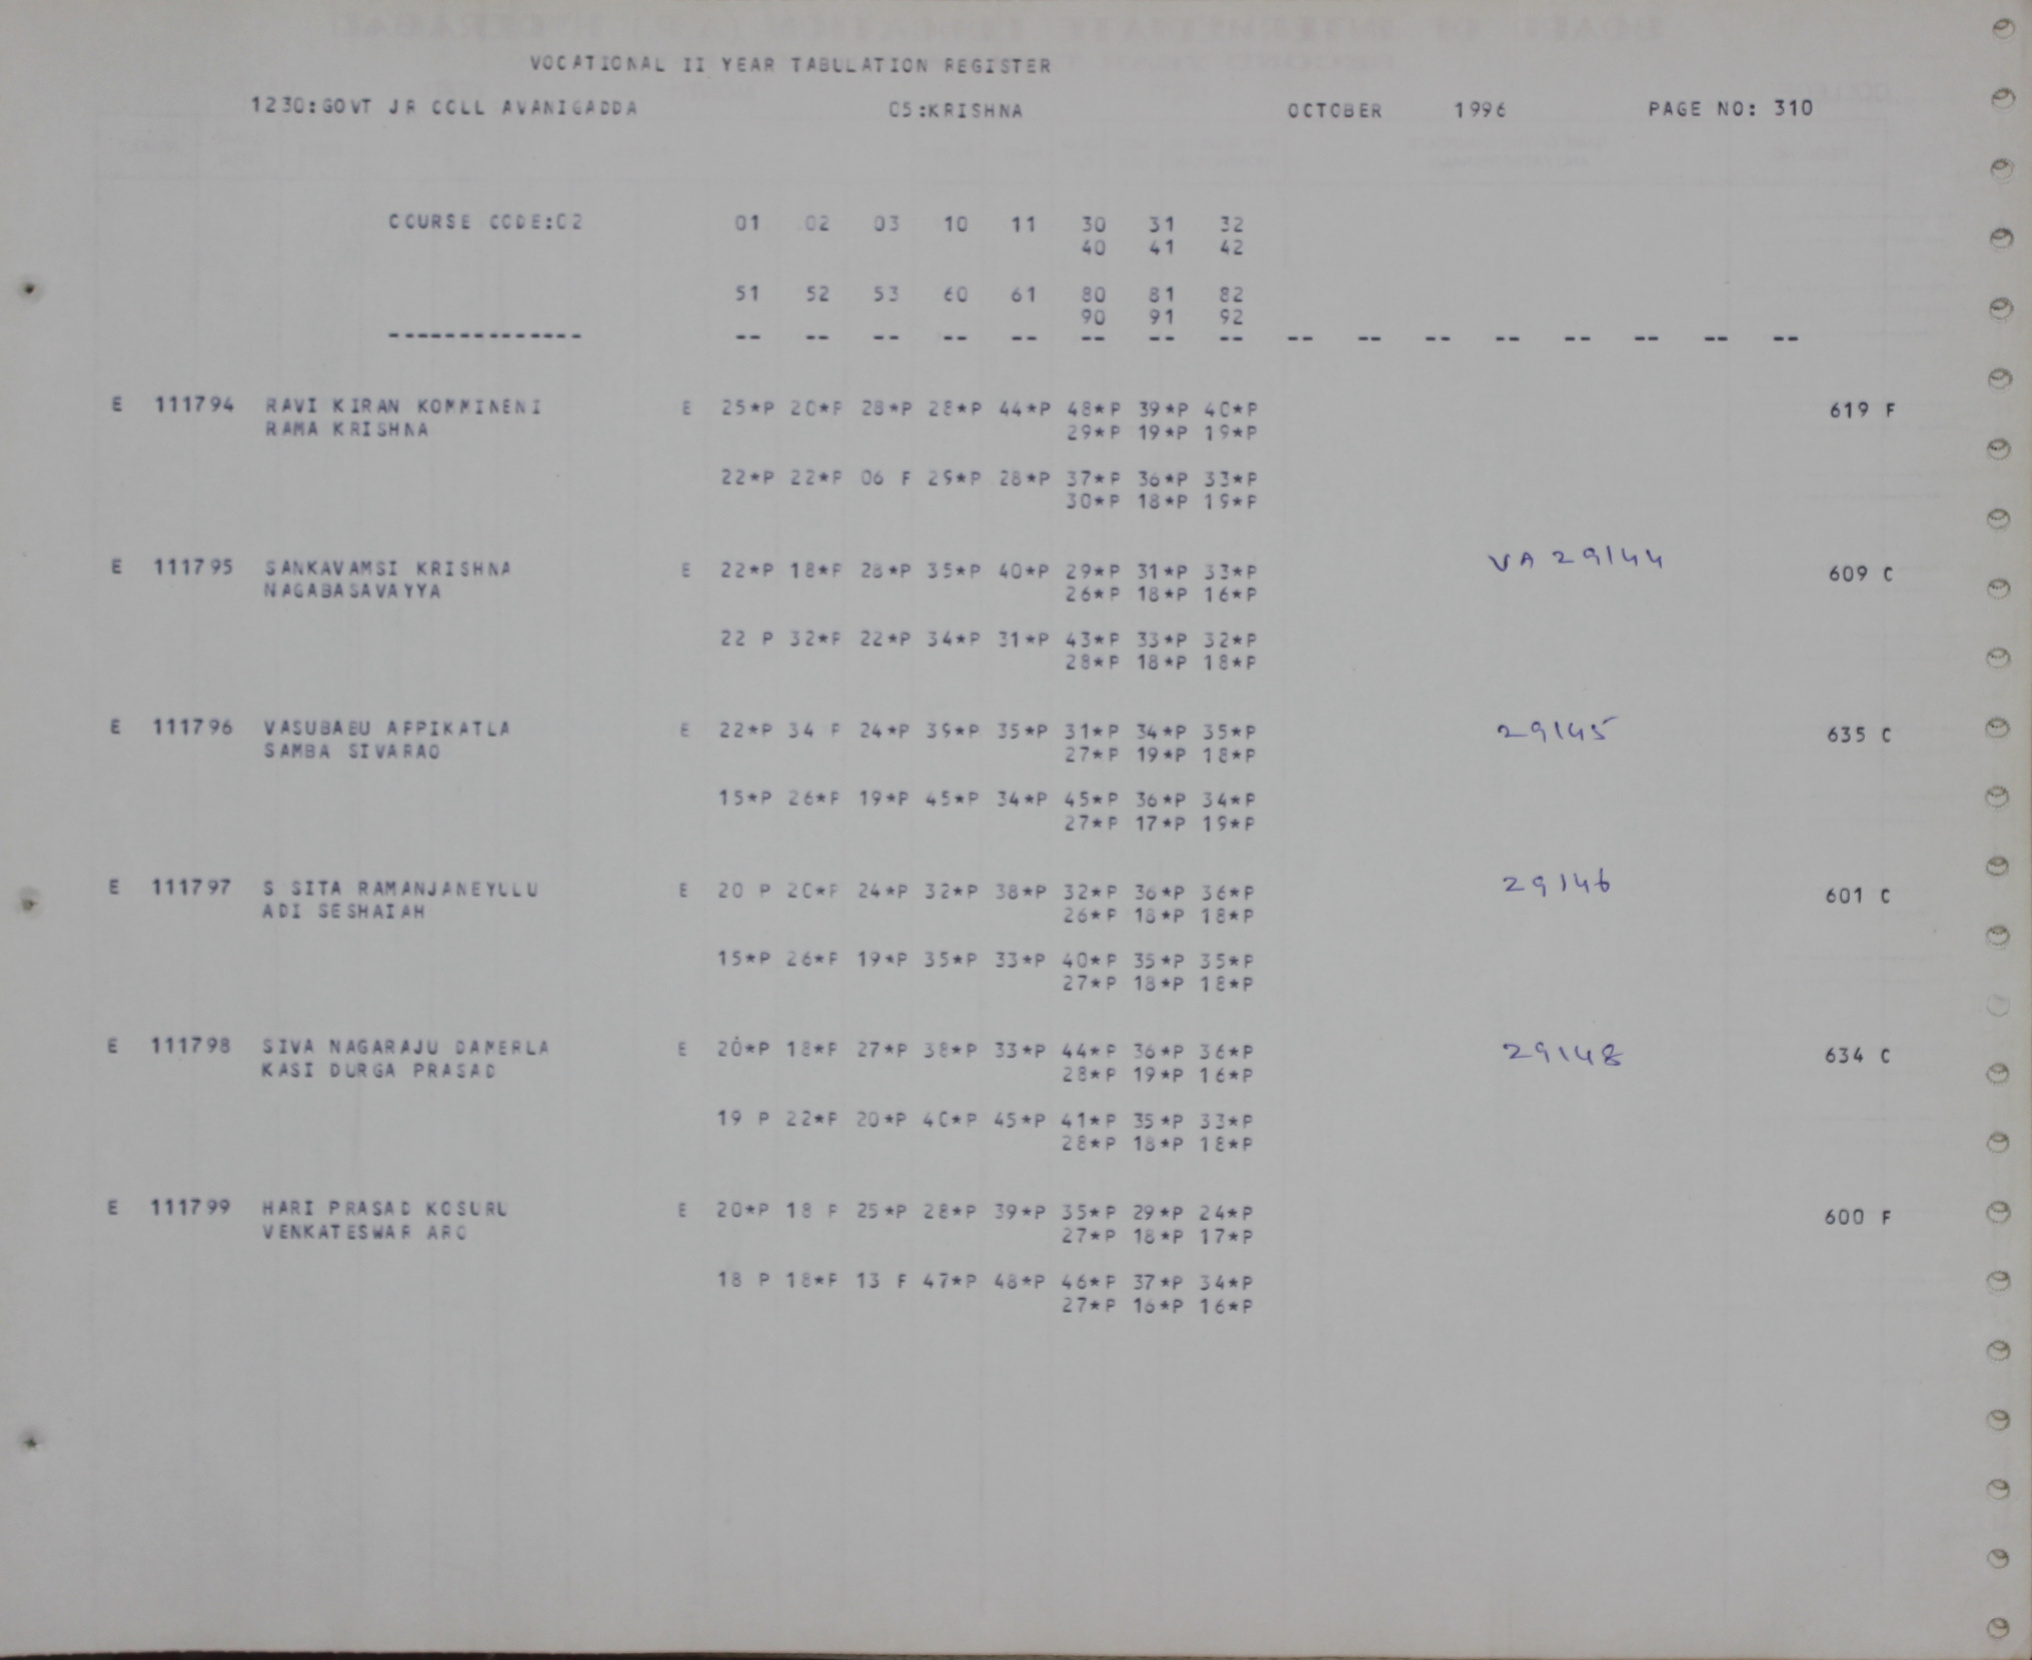 VOCATIONAL II YEAR TABULATION REGISTER
1230:GOVT JR COLL AVANIGADDA 05:KRISHNA OCTOBER 1996 PAGE NO: 310
COURSE CODE:02 01 02 03 10 11 30 31 32
40 41 42
51 52 53 60 61 80 81 82
90 91 92
-------------- -- -- -- -- -- -- -- -- -- -- -- -- -- -- -- --
E 111794 RAVI KIRAN KOMMINENI E 25*P 20*P 28*P 28*P 44*P 48*P 39*P 40*P 619 F
RAMA KRISHNA 29*P 19*P 19*P
22*P 22*P 06 F 29*P 28*P 37*P 36*P 33*P
30*P 18*P 19*P
E 111795 SANKAVAMSI KRISHNA E 22*P 18*P 28*P 35*P 40*P 29*P 31*P 33*P VA 29144 609 C
NAGABASAVAYYA 26*P 18*P 16*P
22 P 32*P 22*P 34*P 31*P 43*P 33*P 32*P
28*P 18*P 18*P
E 111796 VASUBABU APPIKATLA E 22*P 34 P 24*P 39*P 35*P 31*P 34*P 35*P 29145 635 C
SAMBA SIVARAO 27*P 19*P 18*P
15*P 26*P 19*P 45*P 34*P 45*P 36*P 34*P
27*P 17*P 19*P
E 111797 S SITA RAMANJANEYULU E 20 P 20*P 24*P 32*P 38*P 32*P 36*P 36*P 29146 601 C
ADI SESHAIAH 26*P 18*P 18*P
15*P 26*P 19*P 35*P 33*P 40*P 35*P 35*P
27*P 18*P 18*P
E 111798 SIVA NAGARAJU DAMERLA E 20*P 18*P 27*P 38*P 33*P 44*P 36*P 36*P 29148 634 C
KASI DURGA PRASAD 28*P 19*P 16*P
19 P 22*P 20*P 40*P 45*P 41*P 35*P 33*P
28*P 18*P 18*P
E 111799 HARI PRASAD KOSURU E 20*P 18 P 25*P 28*P 39*P 35*P 29*P 24*P 600 F
VENKATESWAR ARO 27*P 18*P 17*P
18 P 18*P 13 F 47*P 48*P 46*P 37*P 34*P
27*P 16*P 16*P